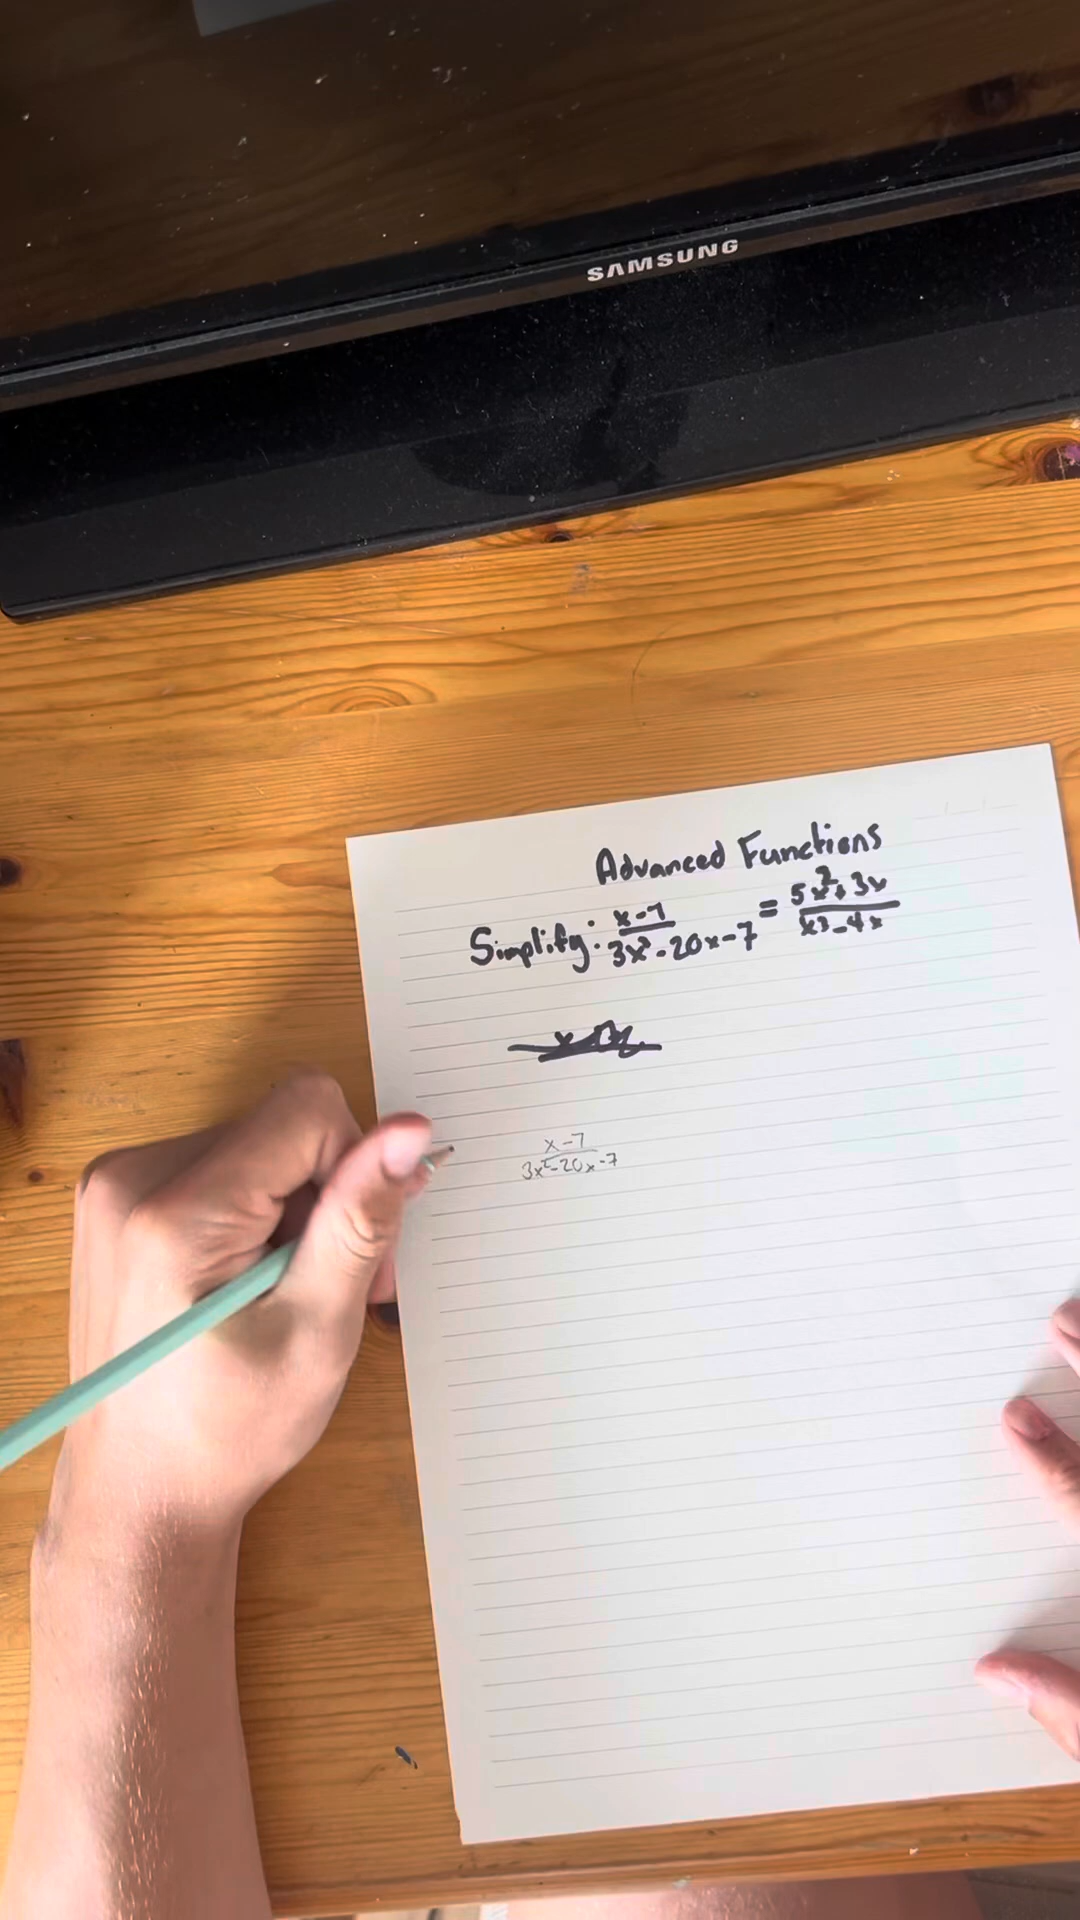 SAMSUNG
Advanced Functions
Simplify: x-7/3x²-20x-7 = 5x²+3x/x³-4x
x-7
3x²-20x-7